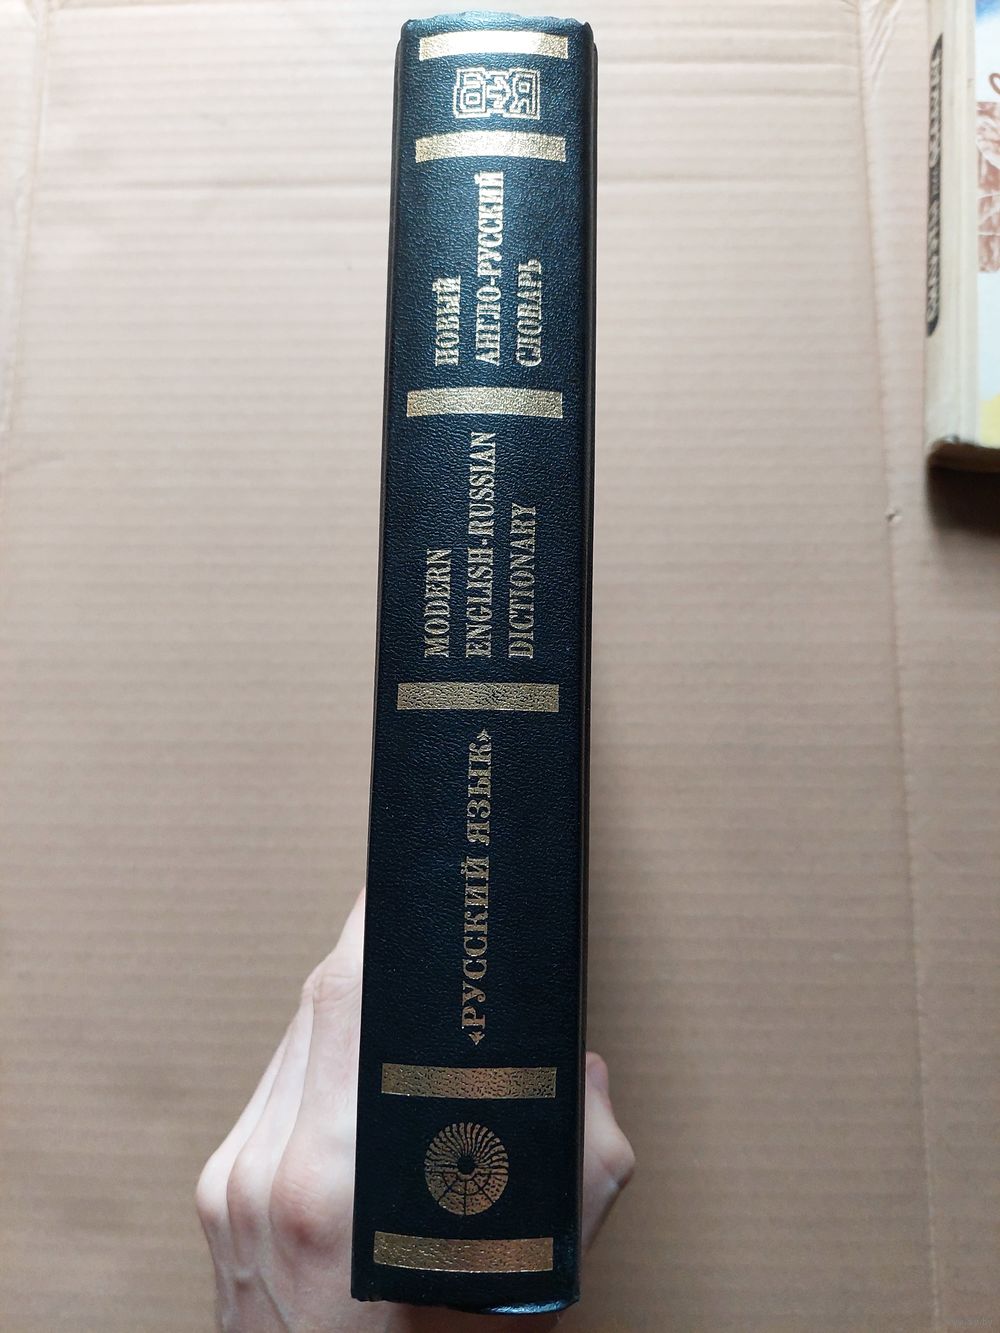 НОВЫЙ
АНГЛО-РУССКИЙ
СЛОВАРЬ
MODERN
ENGLISH-RUSSIAN
DICTIONARY
«РУССКИЙ ЯЗЫК»